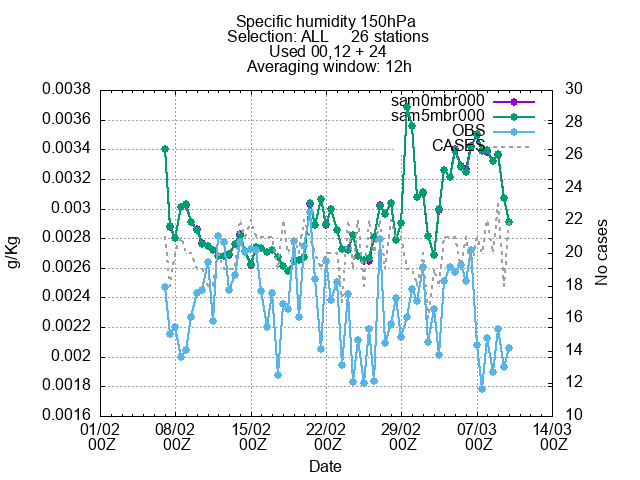 Specific humidity 150hPa
Selection: ALL 26 stations
Used 00,12 + 24
Averaging window: 12h
sam0mbr000
sam5mbr000
OBS
CASES
g/Kg
0.0038
0.0036
0.0034
0.0032
0.003
0.0028
0.0026
0.0024
0.0022
0.002
0.0018
0.0016
30
28
26
24
22
20
18
16
14
12
10
No cases
01/02 08/02 15/02 22/02 29/02 07/03 14/03
00Z 00Z 00Z 00Z 00Z 00Z 00Z
Date